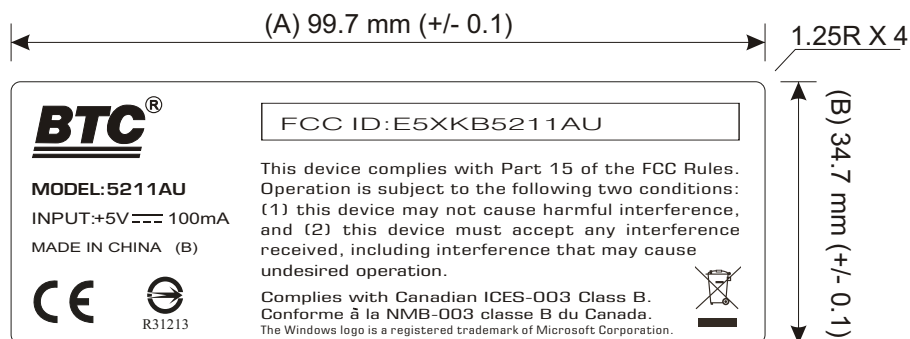 (A) 99.7 mm (+/- 0.1)
1.25R X 4
BTC®
FCC ID:E5XKB5211AU
MODEL:5211AU
INPUT:+5V 100mA
MADE IN CHINA (B)
R31213
This device complies with Part 15 of the FCC Rules.
Operation is subject to the following two conditions:
(1) this device may not cause harmful interference,
and (2) this device must accept any interference
received, including interference that may cause
undesired operation.
Complies with Canadian ICES-003 Class B.
Conforme à la NMB-003 classe B du Canada.
The Windows logo is a registered trademark of Microsoft Corporation.
(B) 34.7 mm (+/- 0.1)